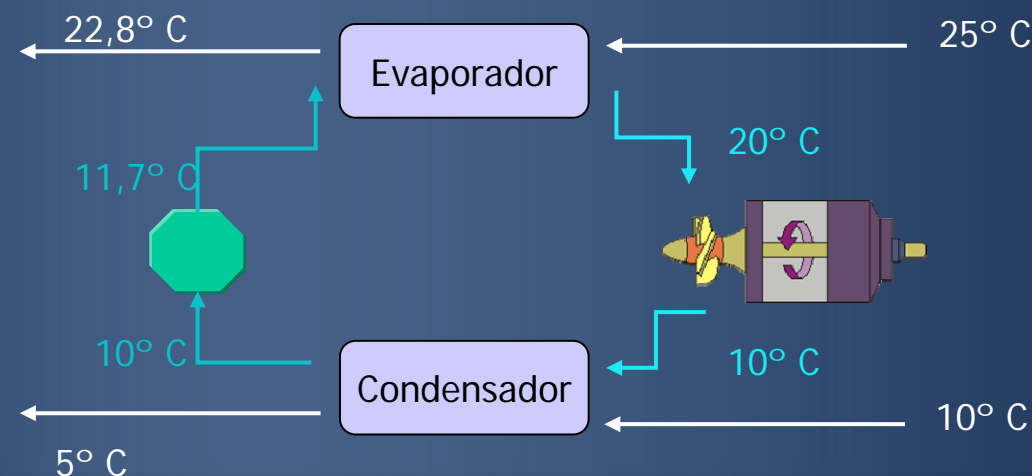 22,8° C
25° C
Evaporador
20° C
11,7° C
10° C
10° C
Condensador
10° C
5° C